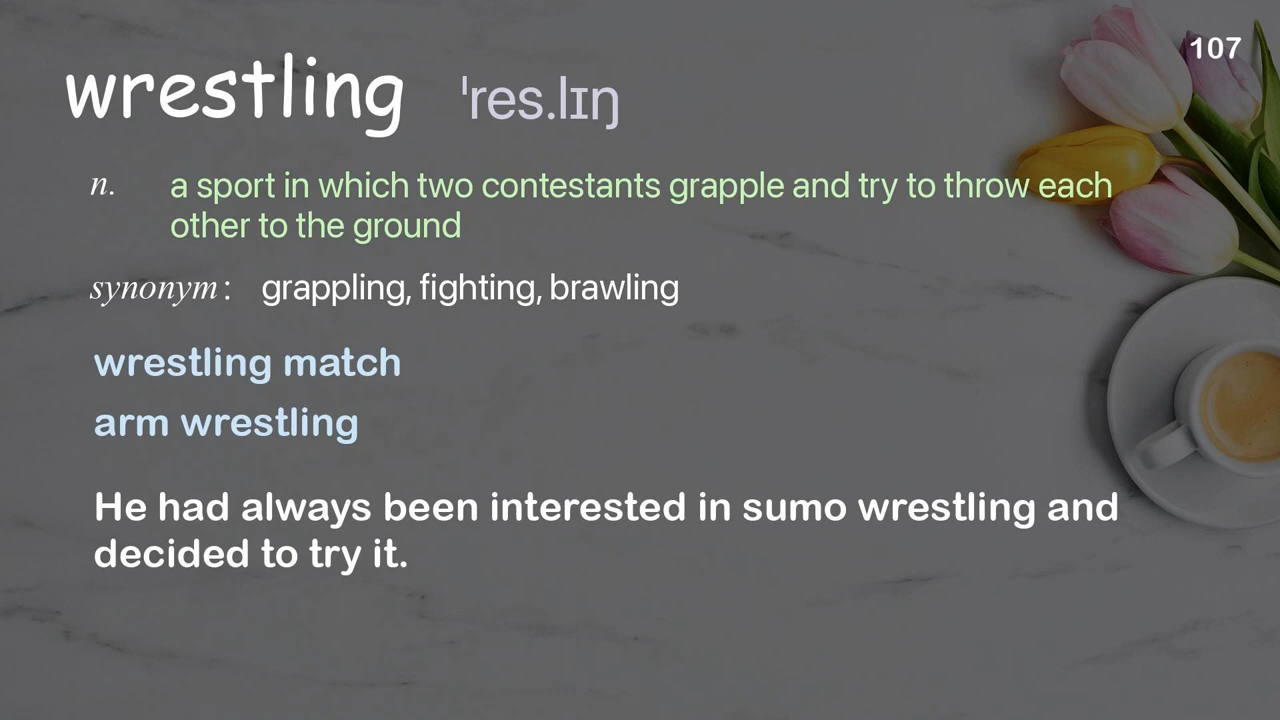 107
wrestling ˈres.lɪŋ
n. a sport in which two contestants grapple and try to throw each
other to the ground
synonym : grappling, fighting, brawling
wrestling match
arm wrestling
He had always been interested in sumo wrestling and
decided to try it.